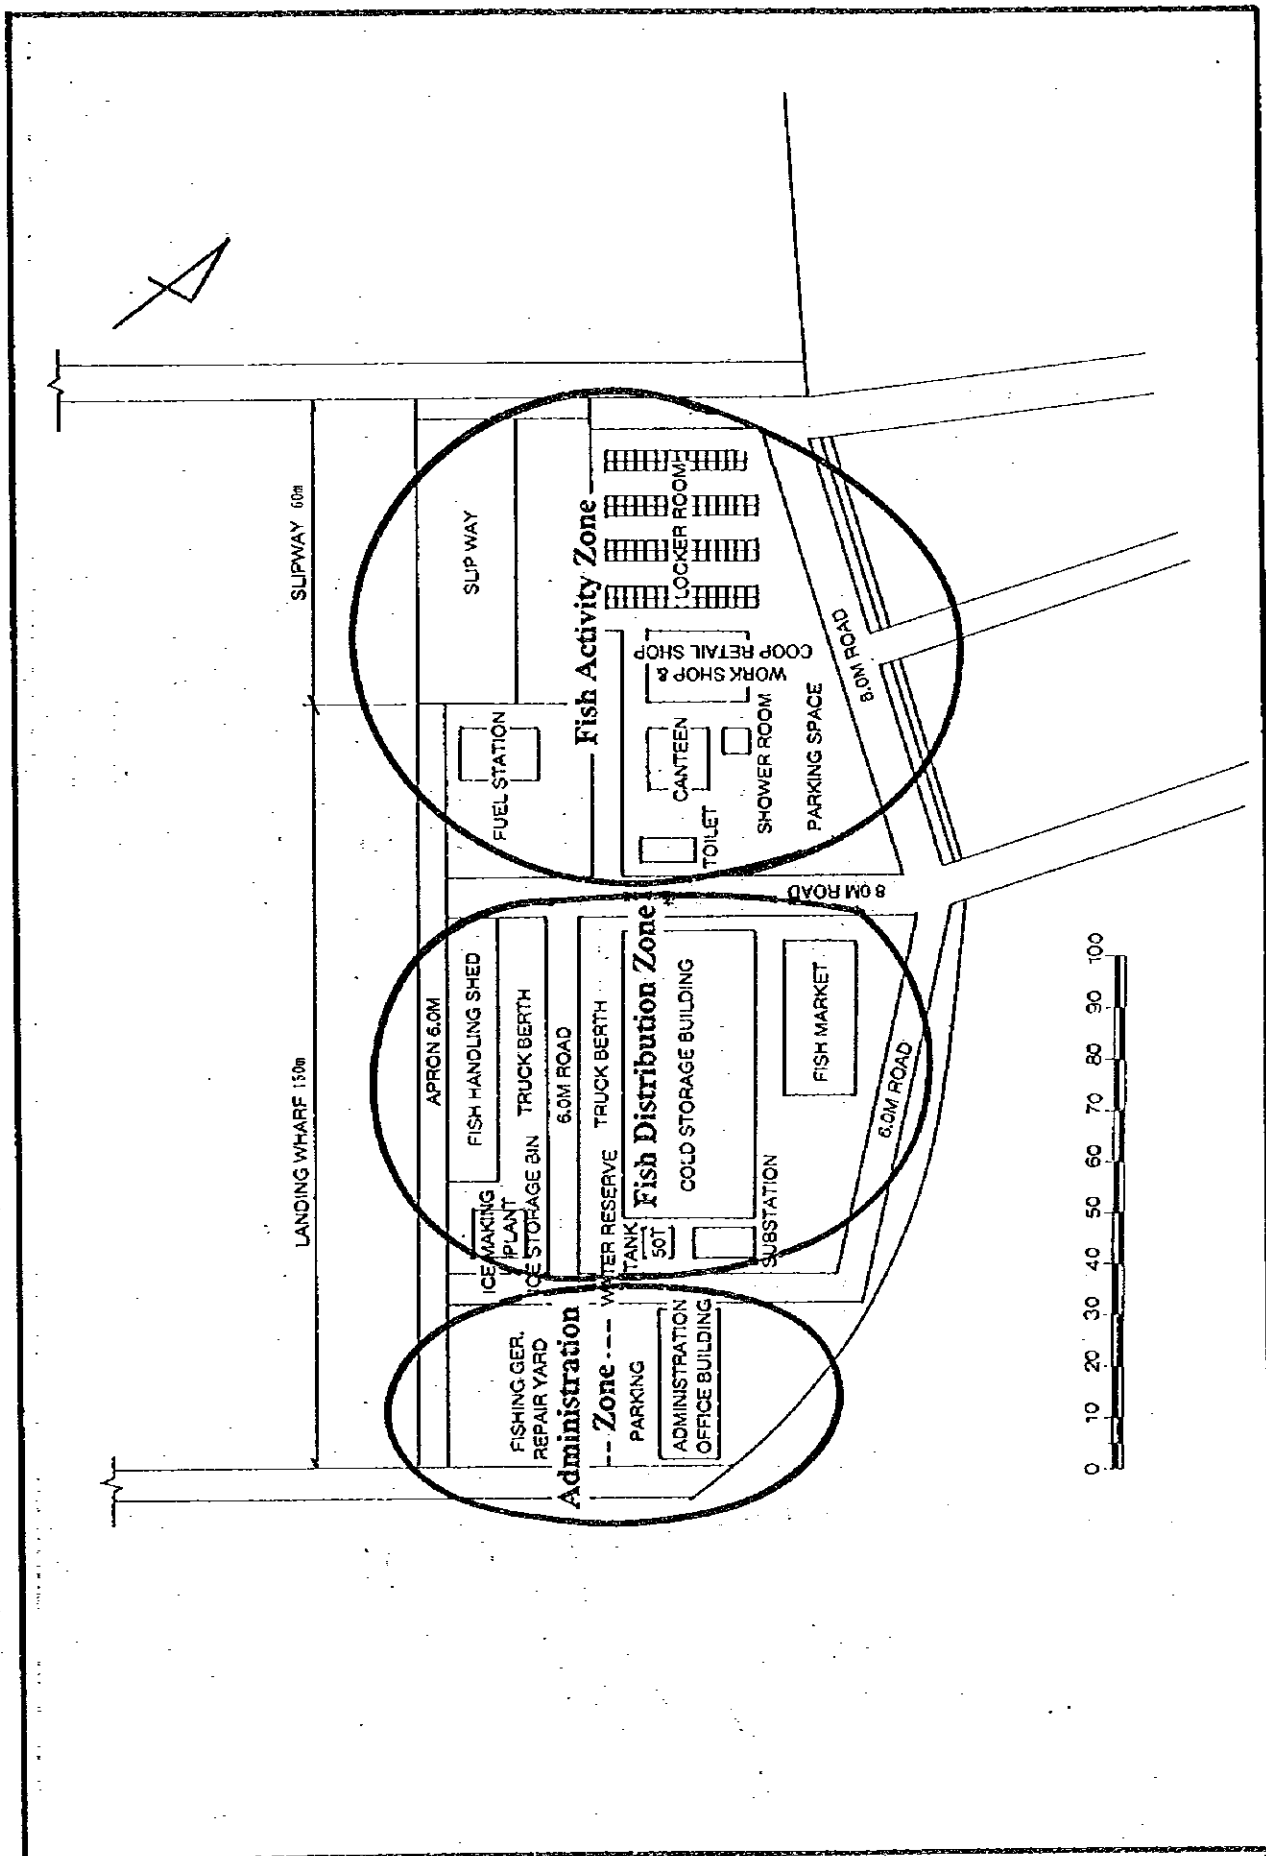 LANDING WHARF 150m
SLIPWAY 60m
APRON 6.0M
FISHING GER.
REPAIR YARD
Administration
Zone
PARKING
ADMINISTRATION
OFFICE BUILDING
ICE MAKING
PLANT
ICE STORAGE BIN
FISH HANDLING SHED
TRUCK BERTH
6.0M ROAD
WATER RESERVE
TANK
50T
TRUCK BERTH
Fish Distribution Zone
COLD STORAGE BUILDING
SUBSTATION
FISH MARKET
6.0M ROAD
8.0M ROAD
FUEL STATION
SLIP WAY
Fish Activity Zone
TOILET
CANTEEN
SHOWER ROOM
WORK SHOP &
COOP RETAIL SHOP
LOCKER ROOM
PARKING SPACE
8.0M ROAD
0 10 20 30 40 50 60 70 80 90 100